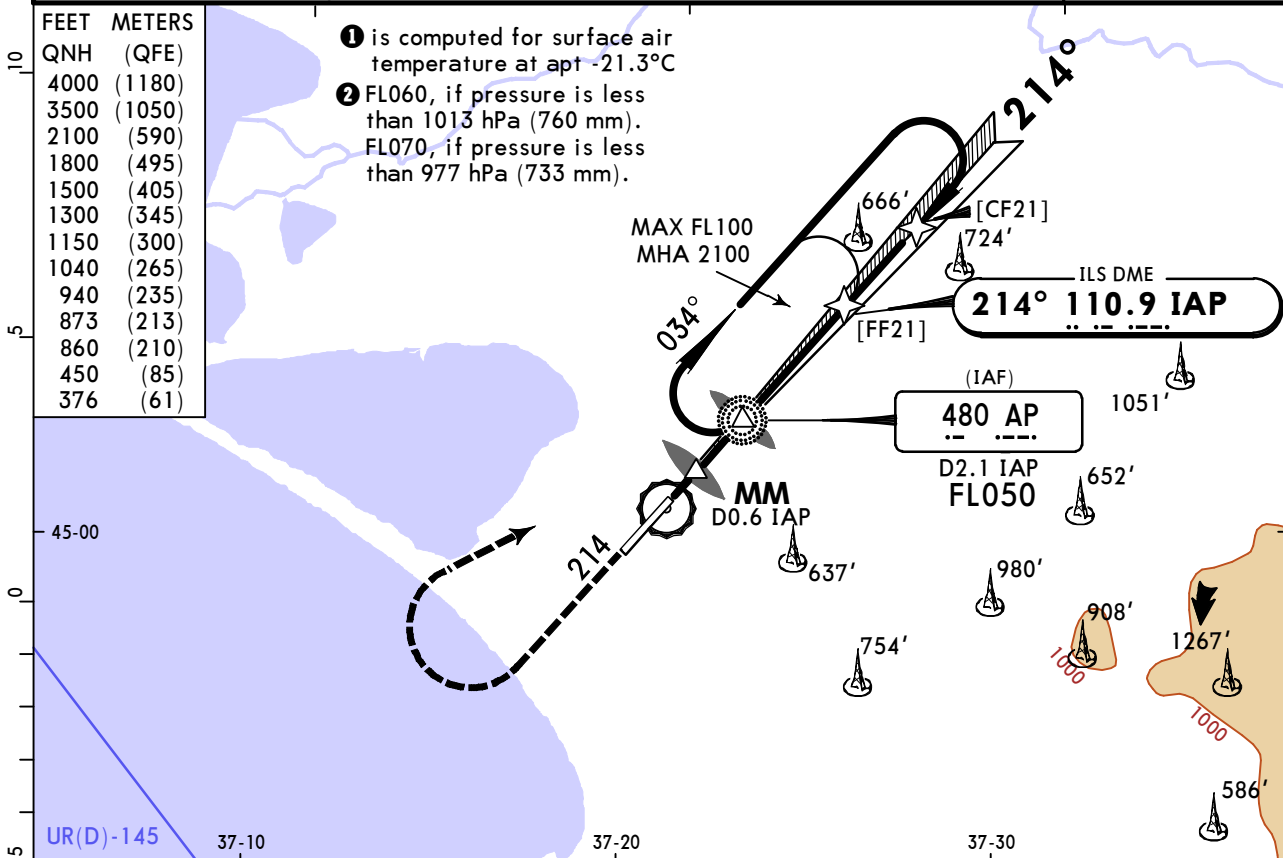 FEET METERS
QNH (QFE)
4000 (1180)
3500 (1050)
2100 (590)
1800 (495)
1500 (405)
1300 (345)
1150 (300)
1040 (265)
940 (235)
873 (213)
860 (210)
450 (85)
376 (61)
1 is computed for surface air
temperature at apt -21.3°C
2 FL060, if pressure is less
than 1013 hPa (760 mm).
FL070, if pressure is less
than 977 hPa (733 mm).
10
5
0
5
214°
MAX FL100
MHA 2100
666'
[CF21]
724'
ILS DME
214° 110.9 IAP
[FF21]
034°
1051'
(IAF)
480 AP
D2.1 IAP
FL050
652'
MM
D0.6 IAP
45-00
214
637'
980'
908'
1000
1267'
754'
1000
586'
UR(D)-145
37-10
37-20
37-30